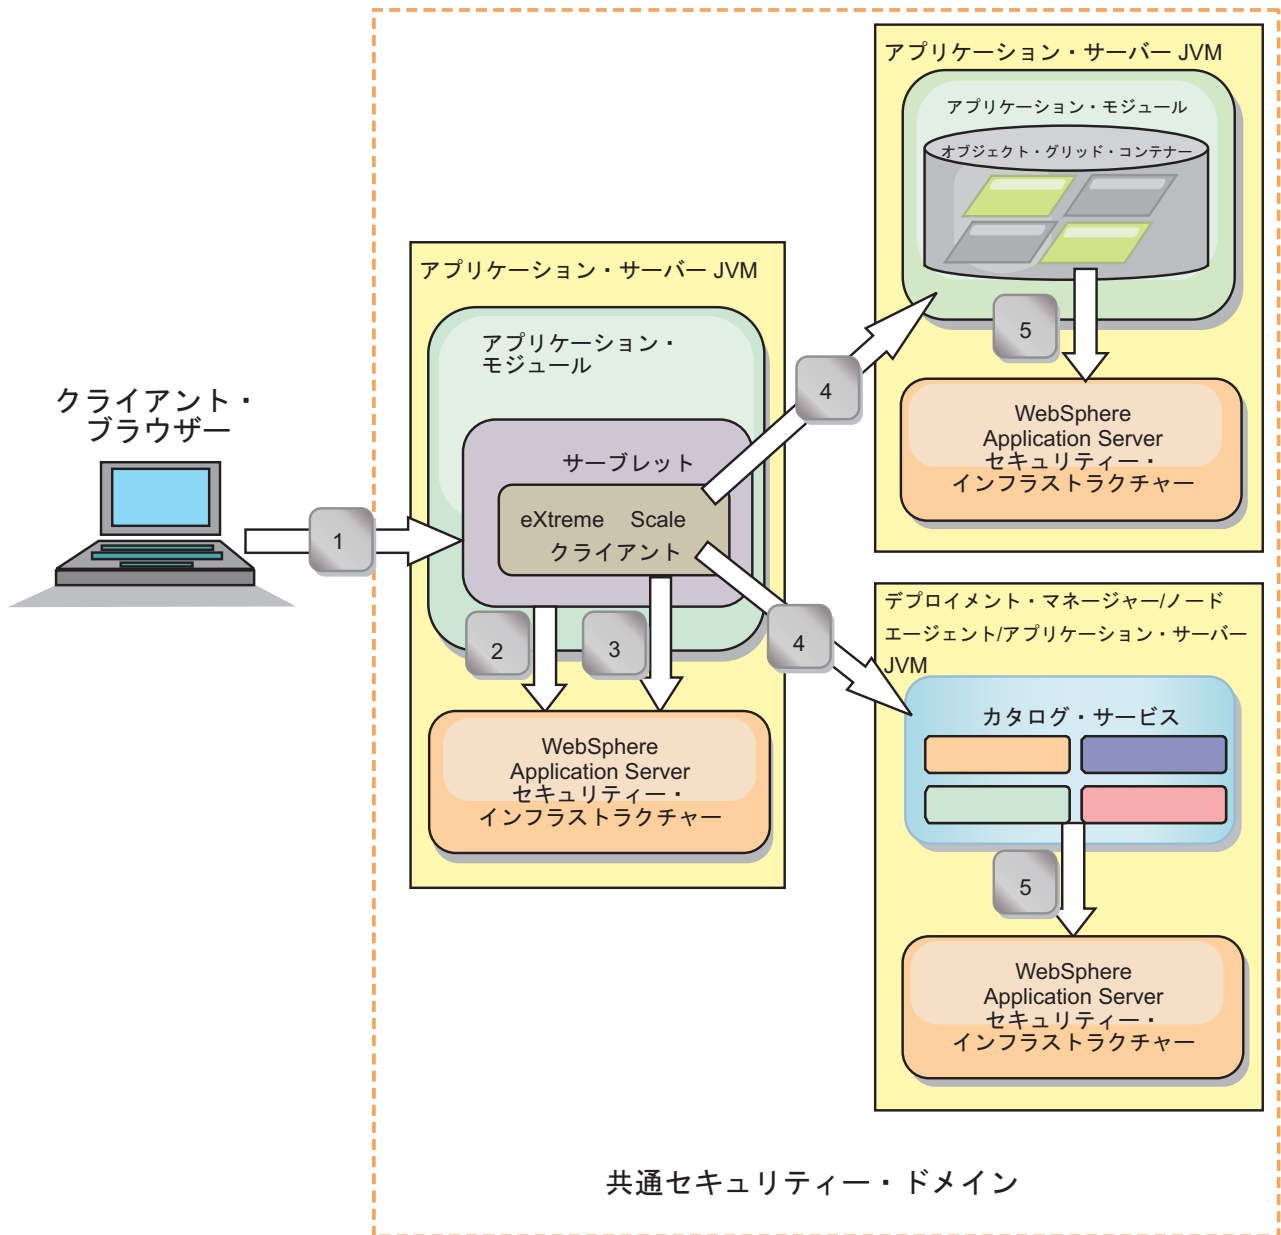 クライアント・
ブラウザー
1
アプリケーション・サーバー JVM
アプリケーション・
モジュール
サーブレット
eXtreme Scale
クライアント
2
3
WebSphere
Application Server
セキュリティー・
インフラストラクチャー
4
4
アプリケーション・サーバー JVM
アプリケーション・モジュール
オブジェクト・グリッド・コンテナー
5
WebSphere
Application Server
セキュリティー・
インフラストラクチャー
デプロイメント・マネージャー/ノード
エージェント/アプリケーション・サーバー
JVM
カタログ・サービス
5
WebSphere
Application Server
セキュリティー・
インフラストラクチャー
共通セキュリティー・ドメイン